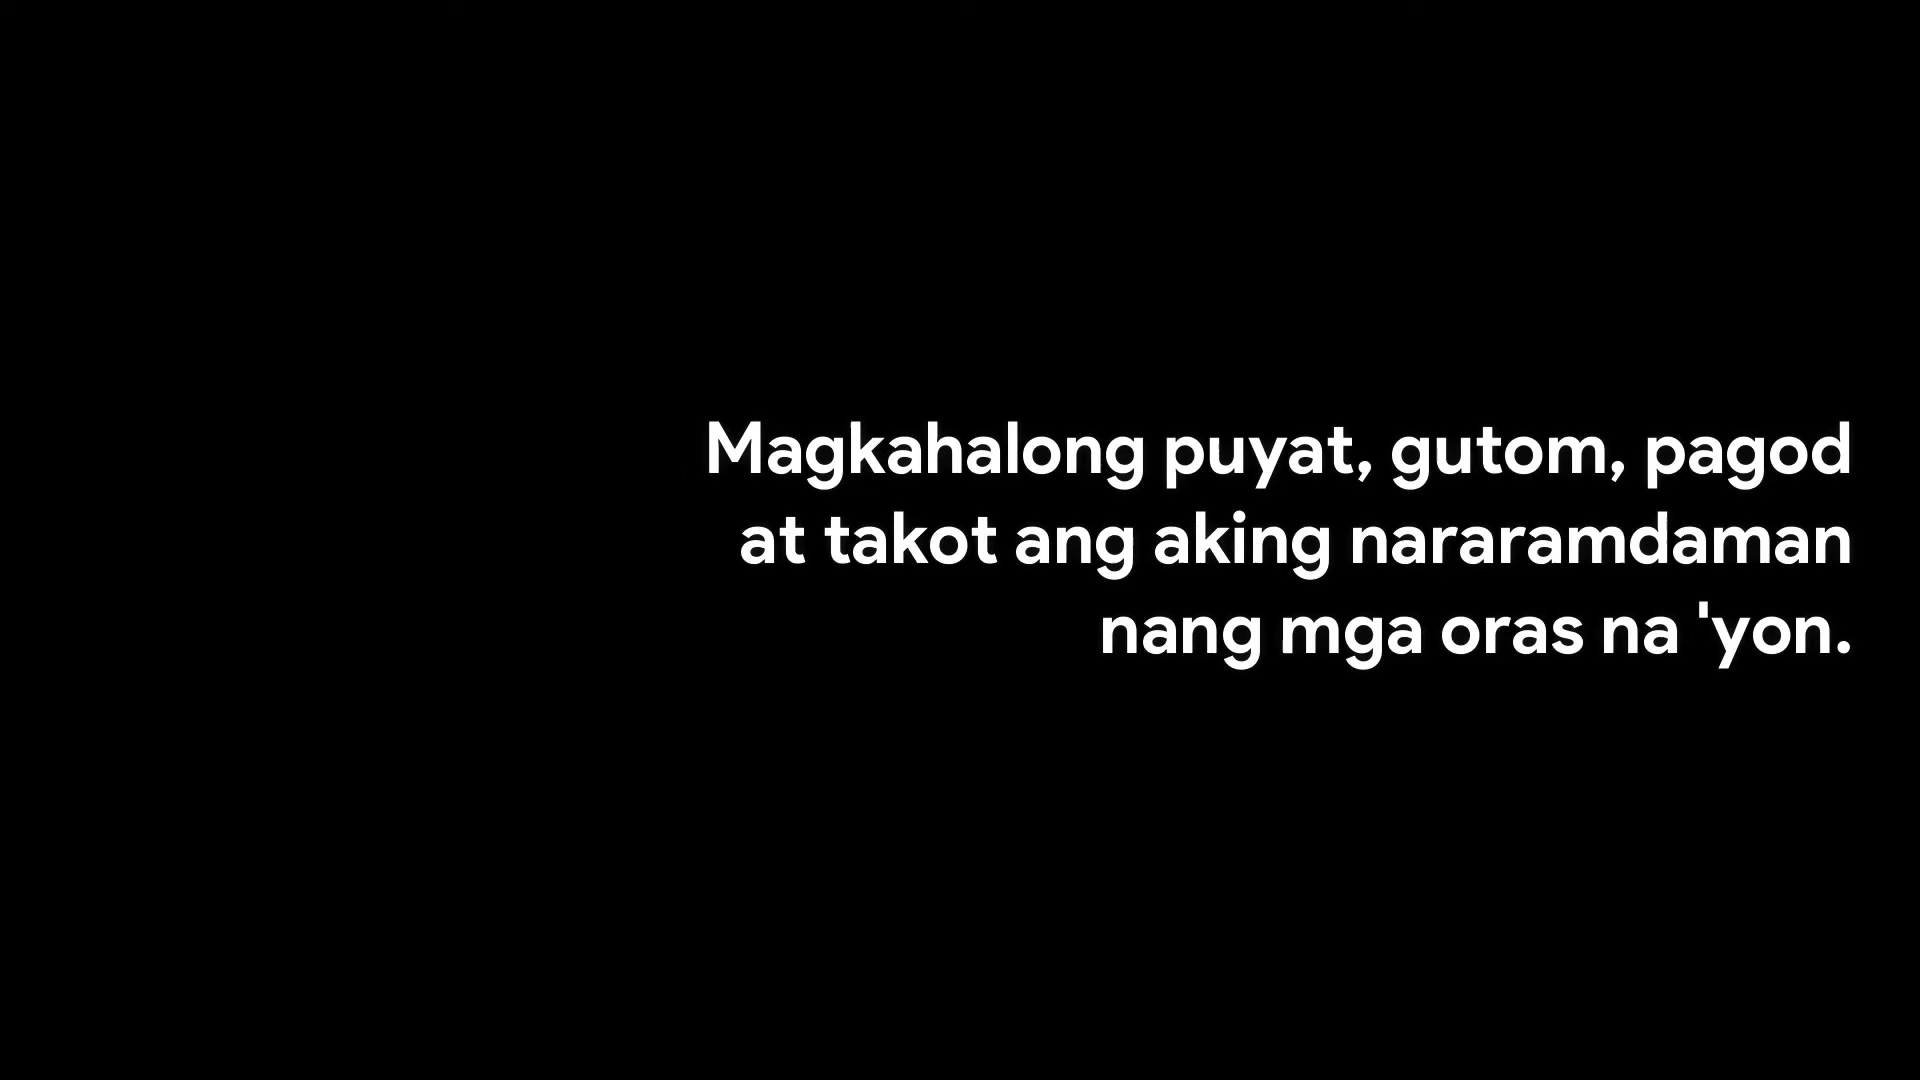 Magkahalong puyat, gutom, pagod
at takot ang aking nararamdaman
nang mga oras na 'yon.